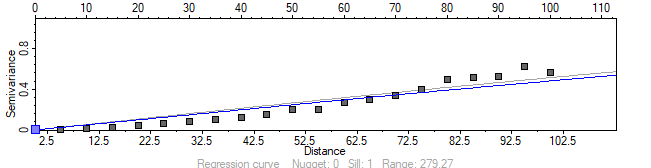 0 10 20 30 40 50 60 70 80 90 100 110
0.8
0.4
Semivariance
0
2.5 12.5 22.5 32.5 42.5 52.5 62.5 72.5 82.5 92.5 102.5
Distance
Regression curve Nugget: 0 Sill: 1 Range: 279.27